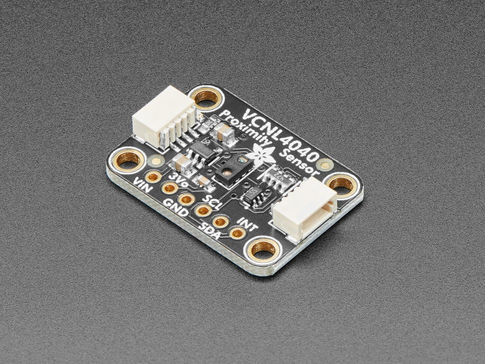 VCNL4040
Proximity Sensor
VIN 3Vo GND SCL SDA INT